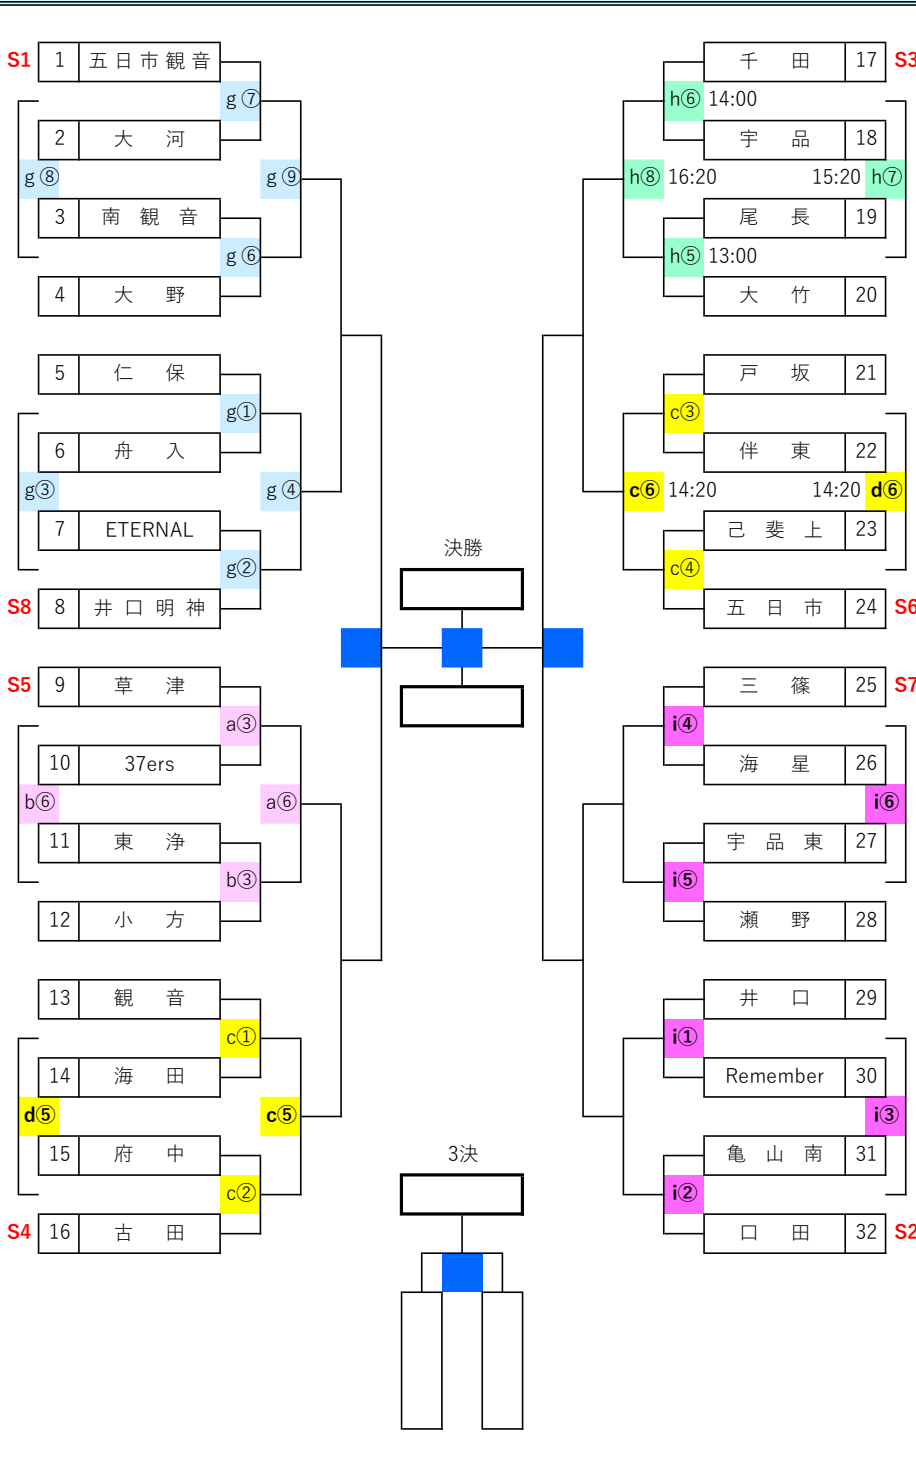 S1 1 五日市観音
g⑦
2 大河
g⑧ g⑨
3 南観音
g⑥
4 大野
5 仁保
g①
6 舟入
g③ g④
7 ETERNAL
g②
S8 8 井口明神
S5 9 草津
a③
10 37ers
b⑥ a⑥
11 東浄
b③
12 小方
13 観音
c①
14 海田
d⑤ c⑤
15 府中
c②
S4 16 古田
決勝
3決
千田 17 S3
h⑥ 14:00
宇品 18
h⑧ 16:20 15:20 h⑦
尾長 19
h⑤ 13:00
大竹 20
戸坂 21
c③
伴東 22
c⑥ 14:20 14:20 d⑥
己斐上 23
c④
五日市 24 S6
三篠 25 S7
i④
海星 26
i⑥
宇品東 27
i⑤
瀬野 28
井口 29
i①
Remember 30
i③
亀山南 31
i②
口田 32 S2